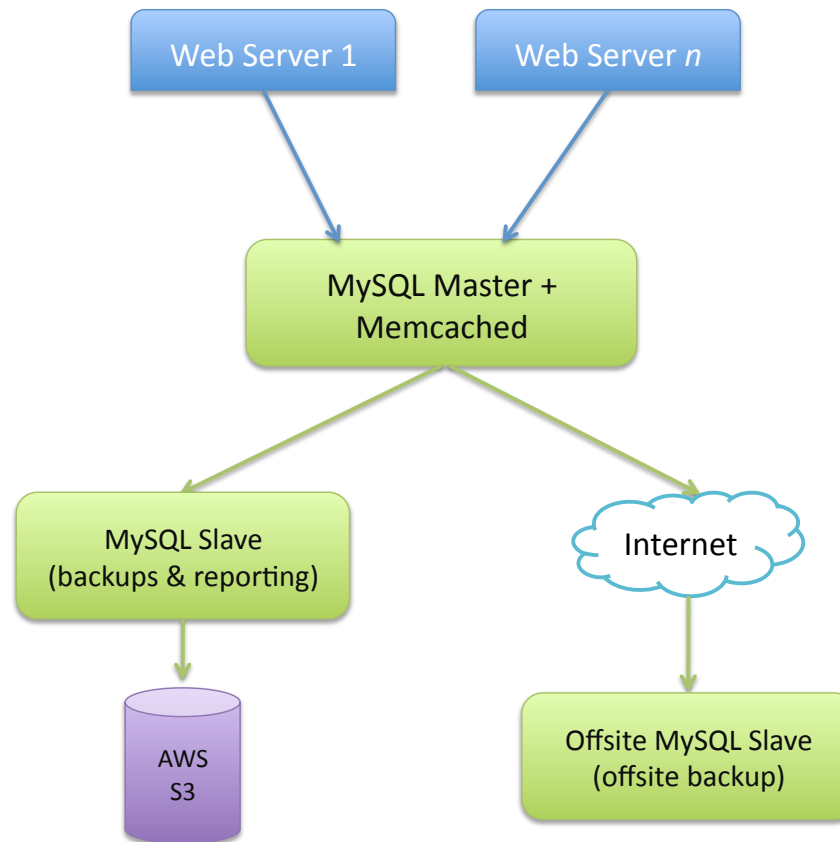 Web Server 1
Web Server n
MySQL Master +
Memcached
MySQL Slave
(backups & reporting)
Internet
AWS
S3
Offsite MySQL Slave
(offsite backup)